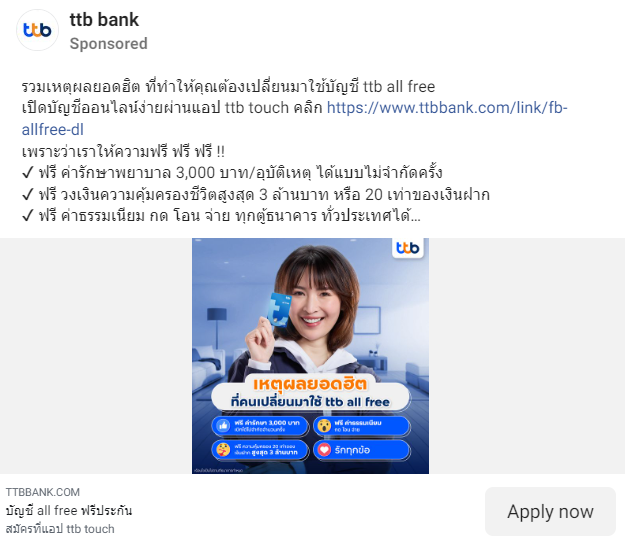 ttb bank
Sponsored
รวมเหตุผลยอดฮิต ที่ทำให้คุณต้องเปลี่ยนมาใช้บัญชี ttb all free
เปิดบัญชีออนไลน์ง่ายผ่านแอป ttb touch คลิก https://www.ttbbank.com/link/fb-
allfree-dl
เพราะว่าเราให้ความฟรี ฟรี ฟรี !!
✓ ฟรี ค่ารักษาพยาบาล 3,000 บาท/อุบัติเหตุ ได้แบบไม่จำกัดครั้ง
✓ ฟรี วงเงินความคุ้มครองชีวิตสูงสุด 3 ล้านบาท หรือ 20 เท่าของเงินฝาก
✓ ฟรี ค่าธรรมเนียม กด โอน จ่าย ทุกตู้ธนาคาร ทั่วประเทศได้...
ttb
เหตุผลยอดฮิต
ที่คนเปลี่ยนมาใช้ ttb all free
ฟรี ค่ารักษา 3,000 บาท
ฟรี ค่าธรรมเนียม
กด โอน จ่าย
สูงสุด 3 ล้านบาท
รักทุกข้อ
TTBBANK.COM
บัญชี all free ฟรีประกัน
สมัครที่แอป ttb touch
Apply now